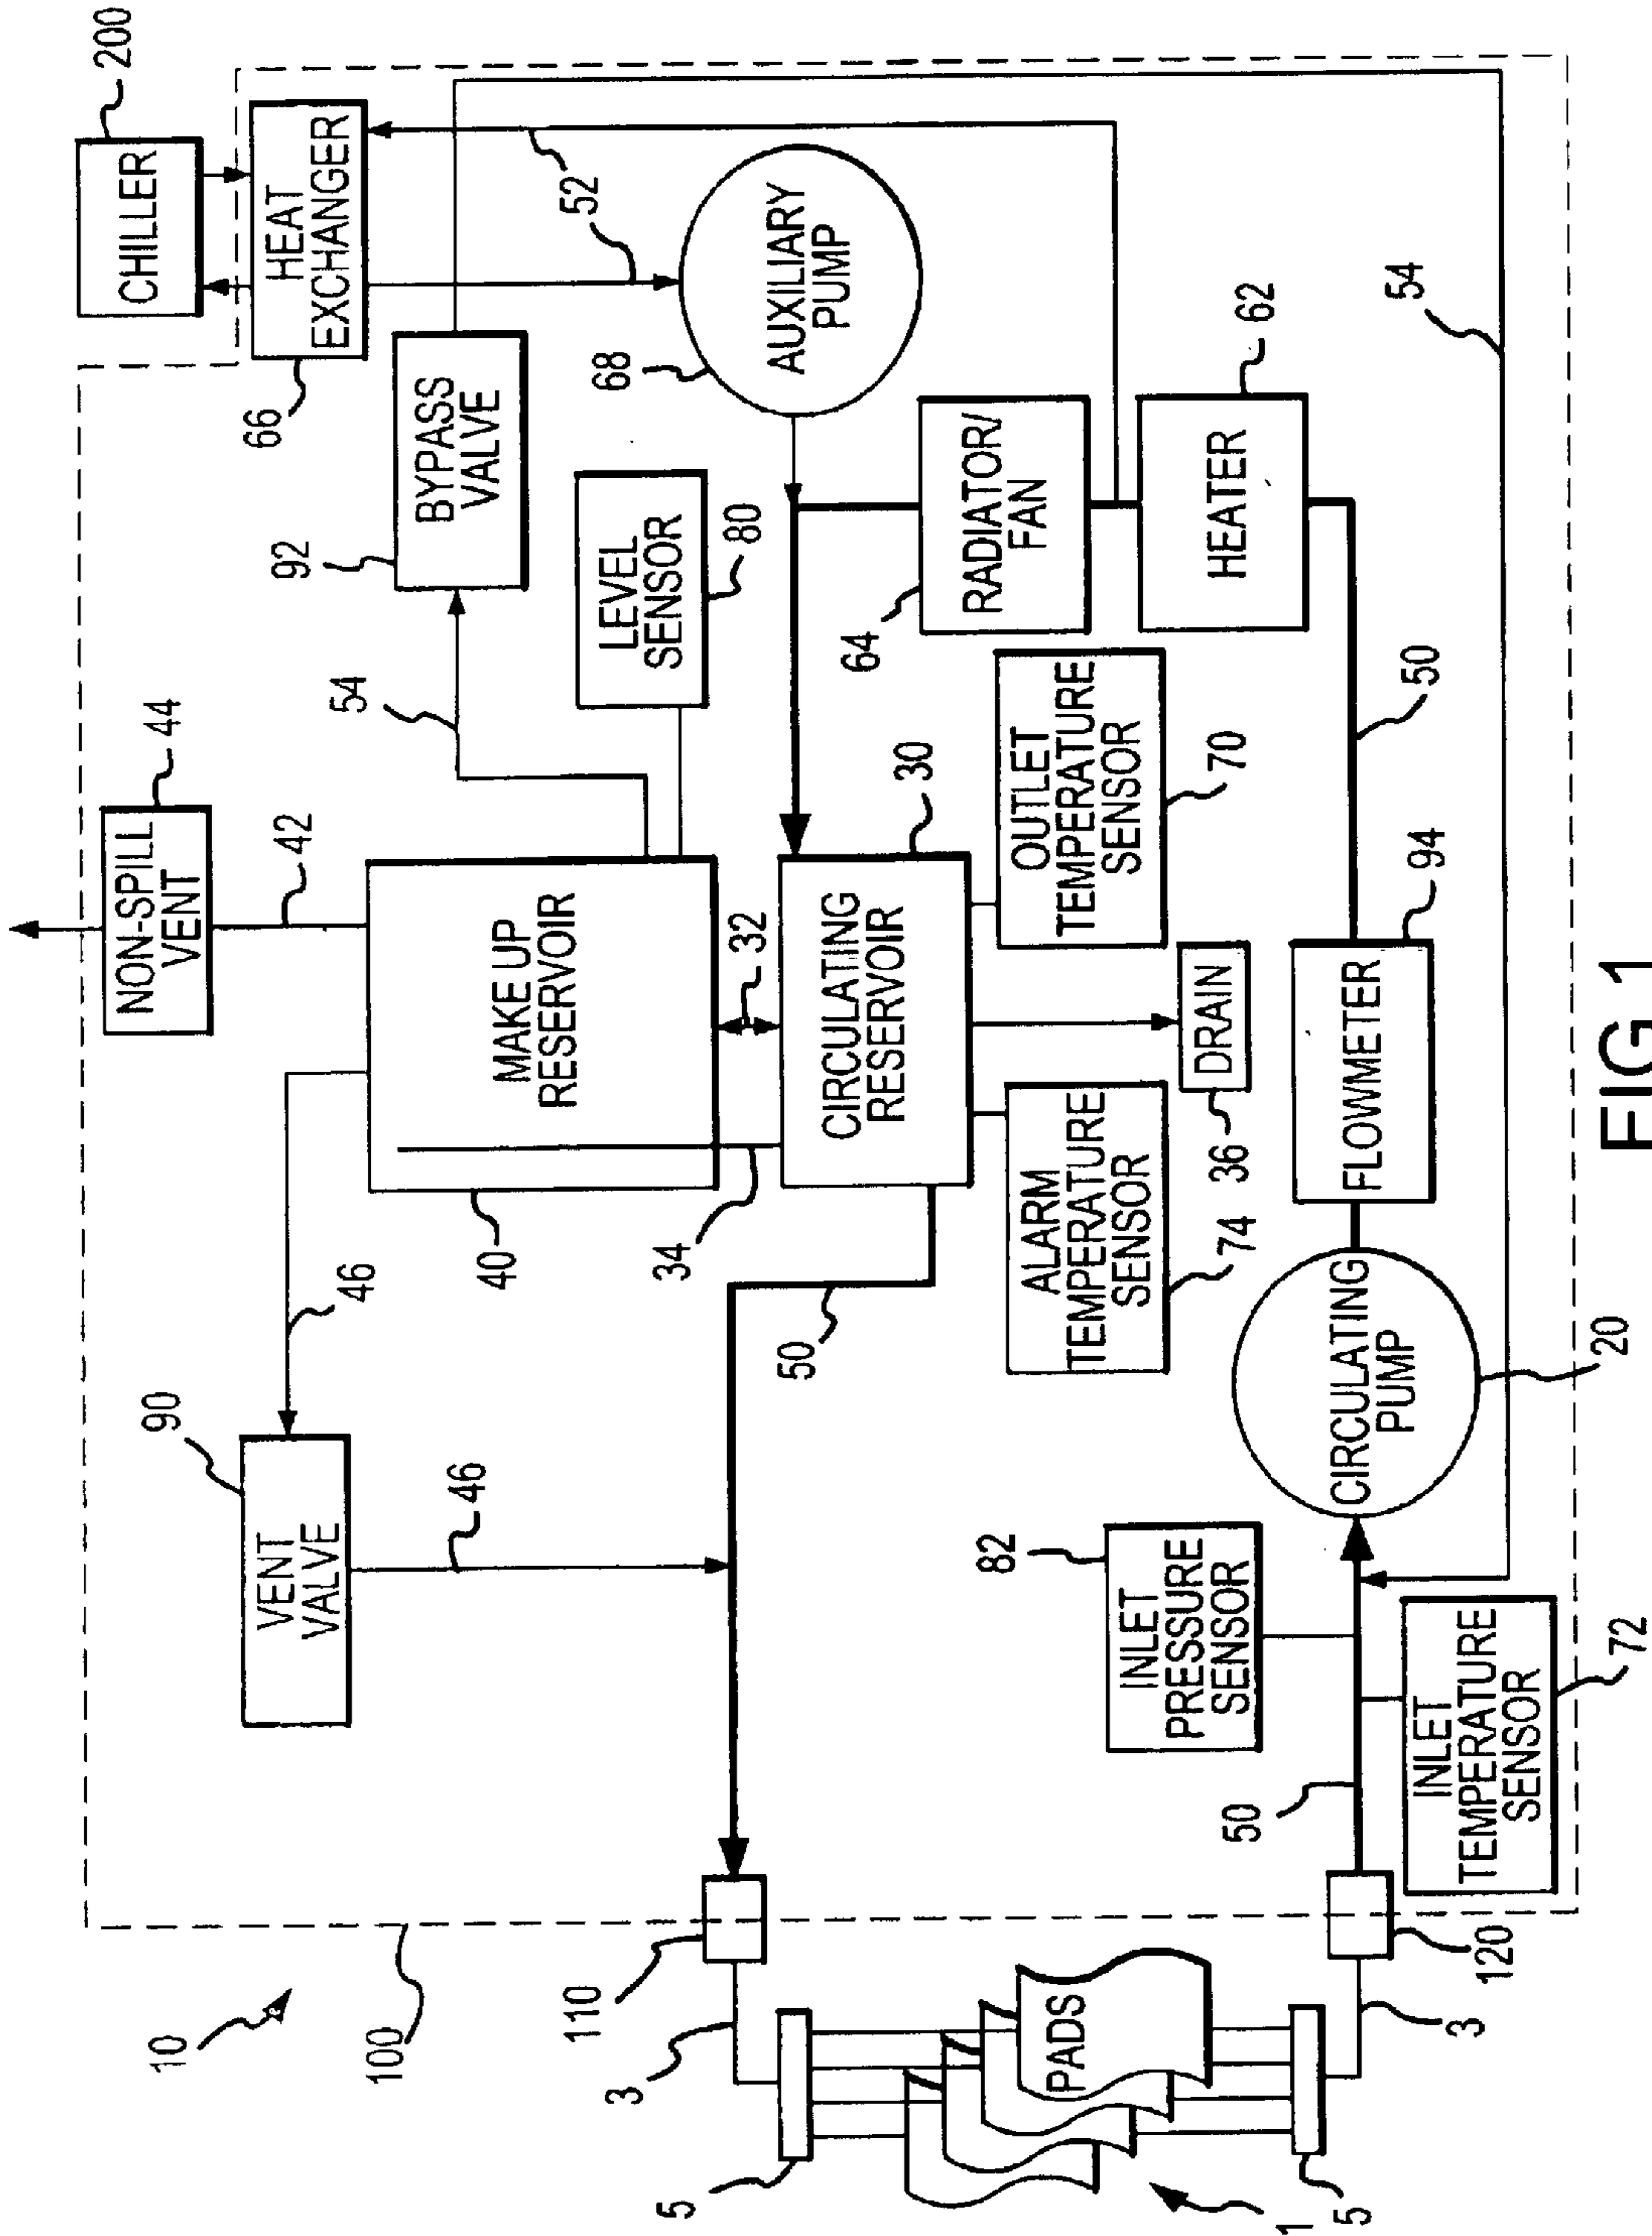 200
CHILLER
44
NON-SPILL
VENT
42
66
HEAT
EXCHANGER
90
VENT
VALVE
46
46
54
92
BYPASS
VALVE
52
40
MAKE UP
RESERVOIR
LEVEL
SENSOR
80
68
AUXILIARY
PUMP
34
32
10
100
110
3
5
50
CIRCULATING
RESERVOIR
30
64
RADIATOR/
FAN
ALARM
TEMPERATURE
SENSOR
74
36
DRAIN
OUTLET
TEMPERATURE
SENSOR
70
HEATER
62
PADS
1
82
INLET
PRESSURE
SENSOR
CIRCULATING
PUMP
20
FLOWMETER
94
50
54
5
3
120
50
INLET
TEMPERATURE
SENSOR
72
FIG.1